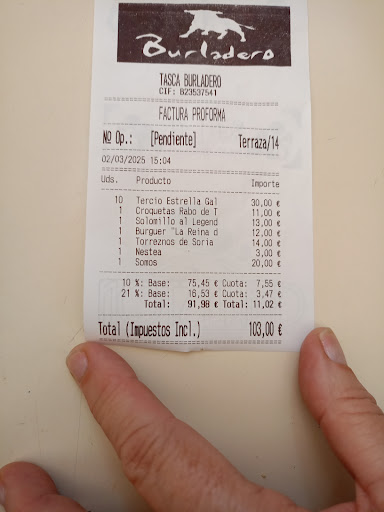 Burladero
TASCA BURLADERO
CIF: B23537541
FACTURA PROFORMA
Nº Op.: [Pendiente] Terraza/14
02/03/2025 15:04
Uds. Producto Importe
10 Tercio Estrella Gal 30,00 €
1 Croquetas Rabo de T 11,00 €
1 Solomillo al Legend 13,00 €
1 Burguer "La Reina d 12,00 €
1 Torreznos de Soria 14,00 €
1 Nestea 3,00 €
1 Somos 20,00 €
10 %: Base: 75,45 € Cuota: 7,55 €
21 %: Base: 16,53 € Cuota: 3,47 €
Total: 91,98 € Total: 11,02 €
Total (Impuestos Incl.) 103,00 €